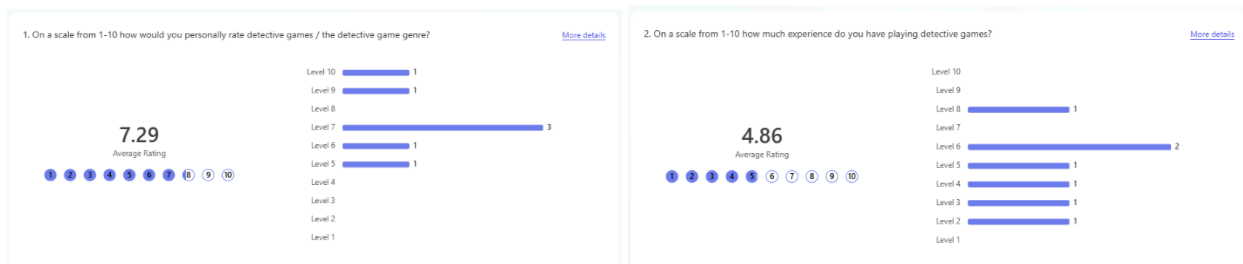 1. On a scale from 1-10 how would you personally rate detective games / the detective game genre?
More details
7.29
Average Rating
1 2 3 4 5 6 7 8 9 10
Level 10 1
Level 9 1
Level 8
Level 7 3
Level 6 1
Level 5 1
Level 4
Level 3
Level 2
Level 1
2. On a scale from 1-10 how much experience do you have playing detective games?
More details
4.86
Average Rating
1 2 3 4 5 6 7 8 9 10
Level 10
Level 9
Level 8 1
Level 7
Level 6 2
Level 5 1
Level 4 1
Level 3 1
Level 2 1
Level 1